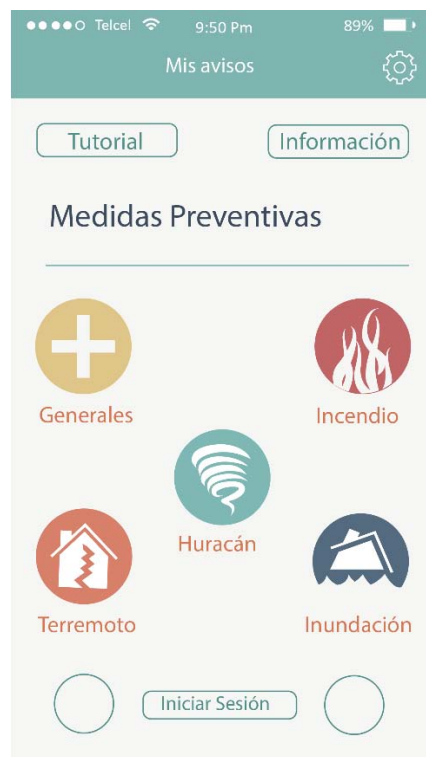 Telcel 9:50 Pm 89%
Mis avisos
Tutorial Información
Medidas Preventivas
Generales Incendio
Huracán
Terremoto Inundación
Iniciar Sesión